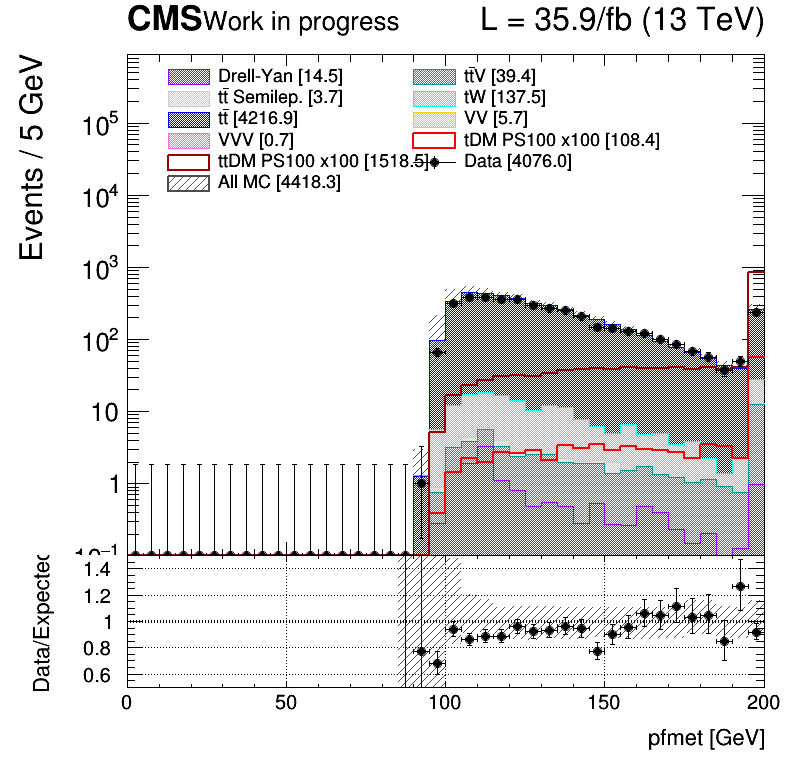 CMS Work in progress L = 35.9/fb (13 TeV)
Events / 5 GeV
Drell-Yan [14.5] tt̄V [39.4]
tt̄ Semilep. [3.7] tW [137.5]
tt̄ [4216.9] VV [5.7]
VVV [0.7] tDM PS100 x100 [108.4]
ttDM PS100 x100 [1518.5] Data [4076.0]
All MC [4418.3]
10⁵
10⁴
10³
10²
10
1
10⁻¹
Data/Expected
1.4
1.2
1
0.8
0.6
0 50 100 150 200
pfmet [GeV]